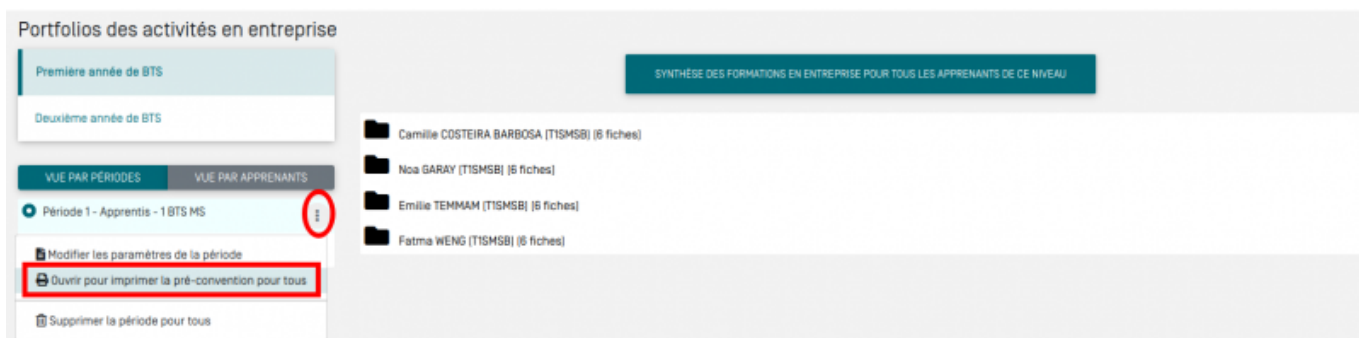 Portfolios des activités en entreprise
Première année de BTS
Deuxième année de BTS
VUE PAR PÉRIODES
VUE PAR APPRENANTS
Période 1 - Apprentis - 1 BTS MS
Modifier les paramètres de la période
Ouvrir pour imprimer la pré-convention pour tous
Supprimer la période pour tous
SYNTHÈSE DES FORMATIONS EN ENTREPRISE POUR TOUS LES APPRENANTS DE CE NIVEAU
Camille COSTEIRA BARBOSA (T1SMSB) (6 fiches)
Noa GARAY (T1SMSB) (6 fiches)
Emilie TEMMAM (T1SMSB) (6 fiches)
Fatma WENG (T1SMSB) (6 fiches)